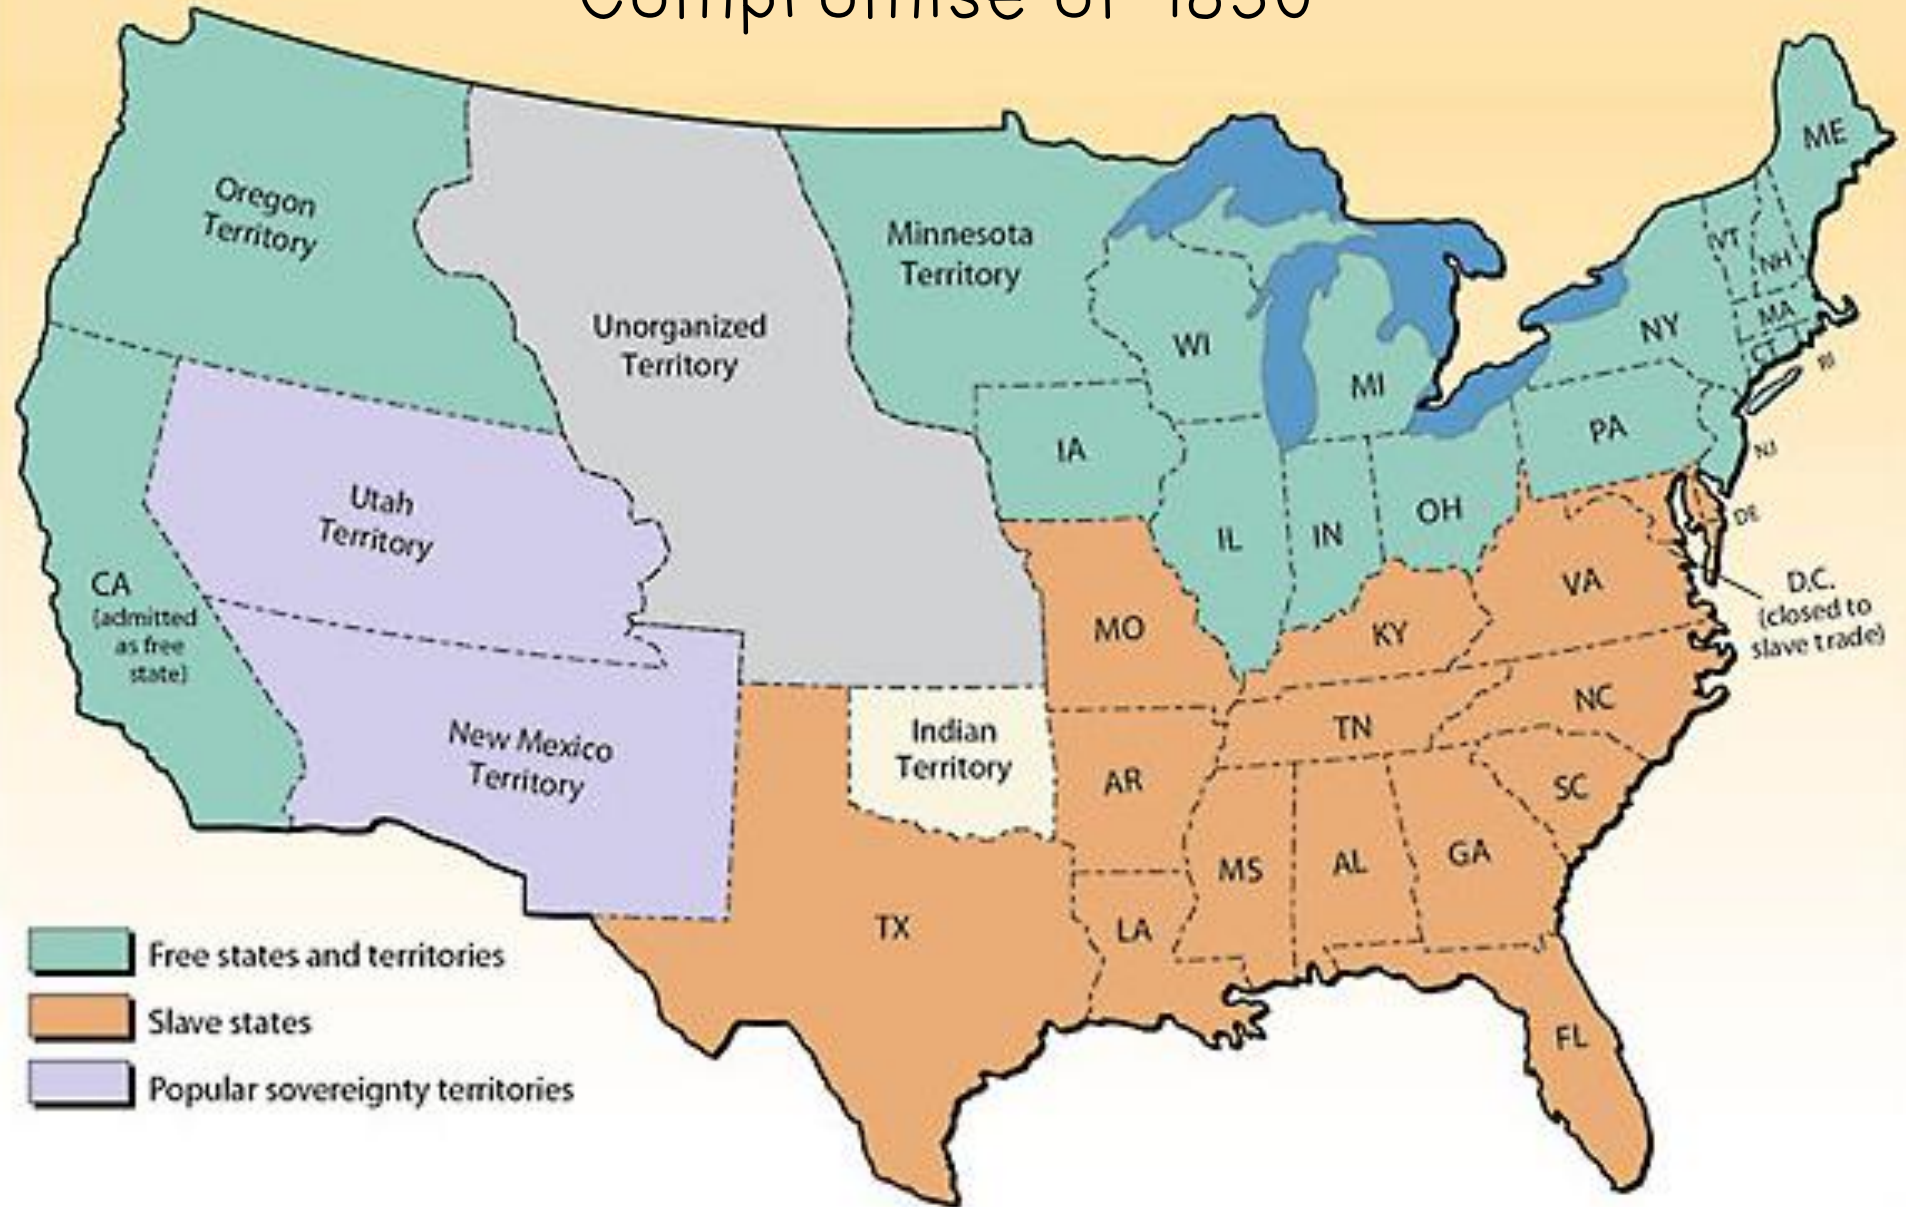 Compromise of 1850
Oregon
Territory
Unorganized
Territory
Minnesota
Territory
ME
VT
NH
MA
CT
RI
NY
WI
MI
IA
PA
NJ
Utah
Territory
IL
IN
OH
DE
CA
(admitted
as free
state)
MO
KY
VA
D.C.
(closed to
slave trade)
New Mexico
Territory
Indian
Territory
NC
TN
AR
SC
MS
AL
GA
TX
LA
FL
Free states and territories
Slave states
Popular sovereignty territories